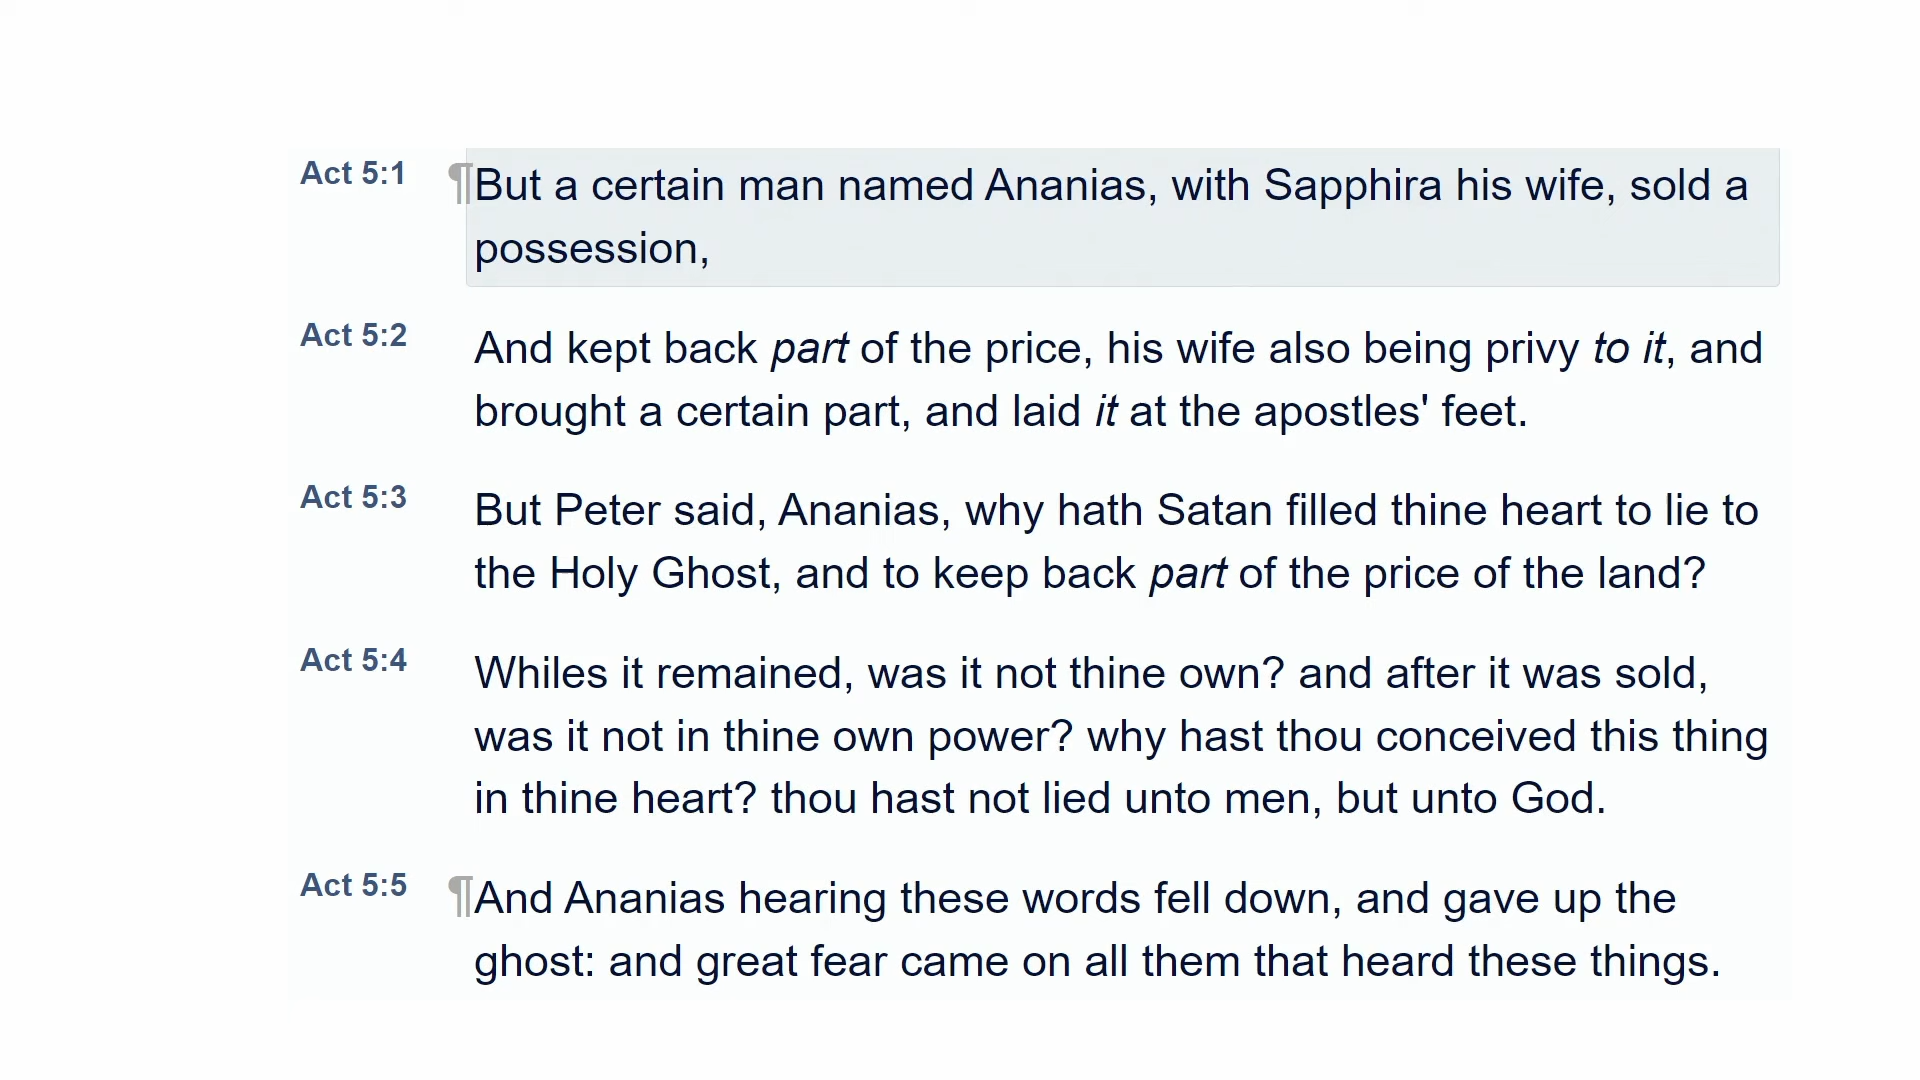 Act 5:1 ¶But a certain man named Ananias, with Sapphira his wife, sold a
possession,
Act 5:2 And kept back part of the price, his wife also being privy to it, and
brought a certain part, and laid it at the apostles' feet.
Act 5:3 But Peter said, Ananias, why hath Satan filled thine heart to lie to
the Holy Ghost, and to keep back part of the price of the land?
Act 5:4 Whiles it remained, was it not thine own? and after it was sold,
was it not in thine own power? why hast thou conceived this thing
in thine heart? thou hast not lied unto men, but unto God.
Act 5:5 ¶And Ananias hearing these words fell down, and gave up the
ghost: and great fear came on all them that heard these things.